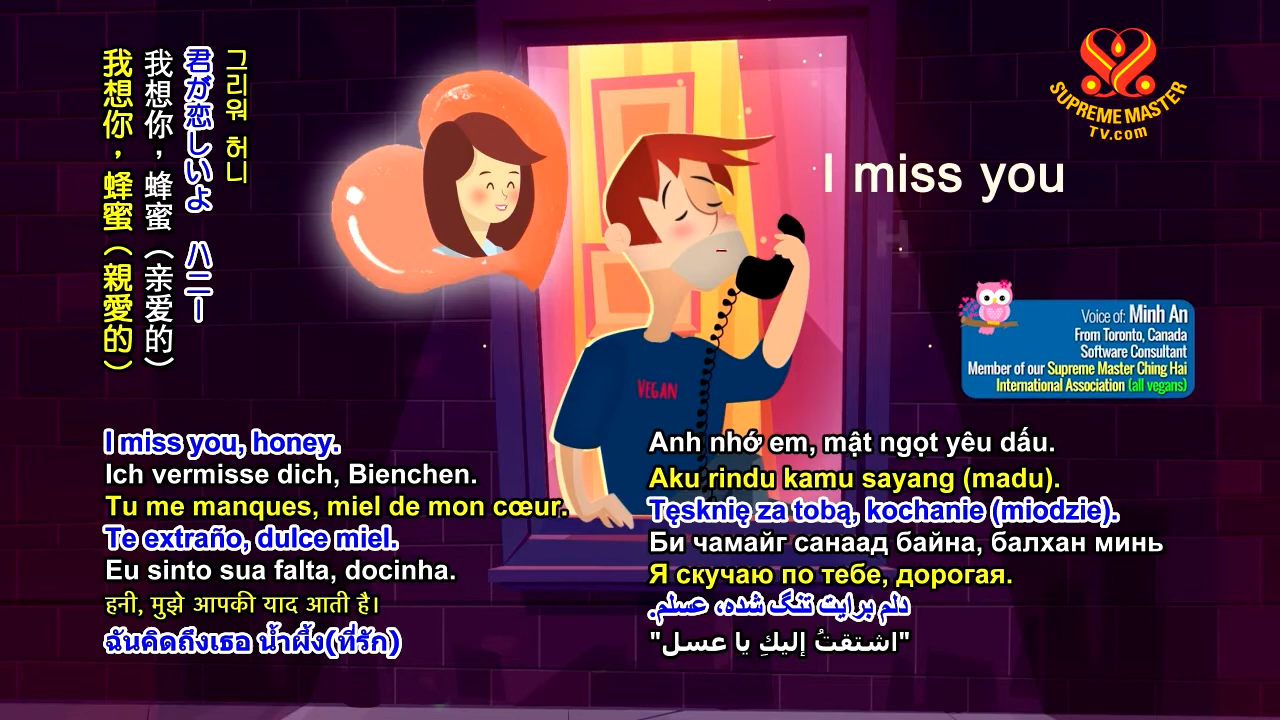 그리워 허니
君が恋しいよ ハニー
我想你，蜂蜜（亲爱的）
我想你，蜂蜜（親愛的）
SUPREME MASTER
TV.com
I miss you
H
Voice of: Minh An
From Toronto, Canada
Software Consultant
Member of our Supreme Master Ching Hai
International Association (all vegans)
VEGAN
I miss you, honey.
Ich vermisse dich, Bienchen.
Tu me manques, miel de mon cœur.
Te extraño, dulce miel.
Eu sinto sua falta, docinha.
हनी, मुझे आपकी याद आती है।
ฉันคิดถึงเธอ น้ำผึ้ง(ที่รัก)
Anh nhớ em, mật ngọt yêu dấu.
Aku rindu kamu sayang (madu).
Tęsknię za tobą, kochanie (miodzie).
Би чамайг санаад байна, балхан минь
Я скучаю по тебе, дорогая.
دلم برایت تنگ شده، عسلم.
"اشتقتُ إليكِ يا عسل"